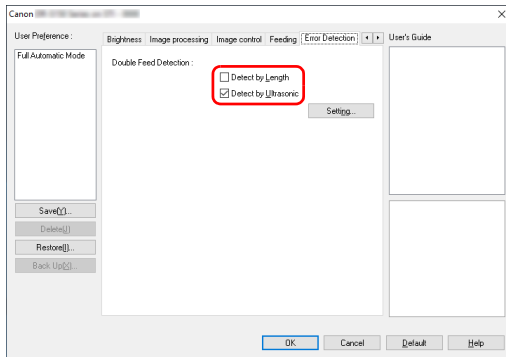 Canon
User Preference :
Full Automatic Mode
Save(Y)...
Delete(J)
Restore(I)...
Back Up(X)...
Brightness Image processing Image control Feeding Error Detection
Double Feed Detection :
Detect by Length
Detect by Ultrasonic
Setting...
User's Guide
OK Cancel Default Help